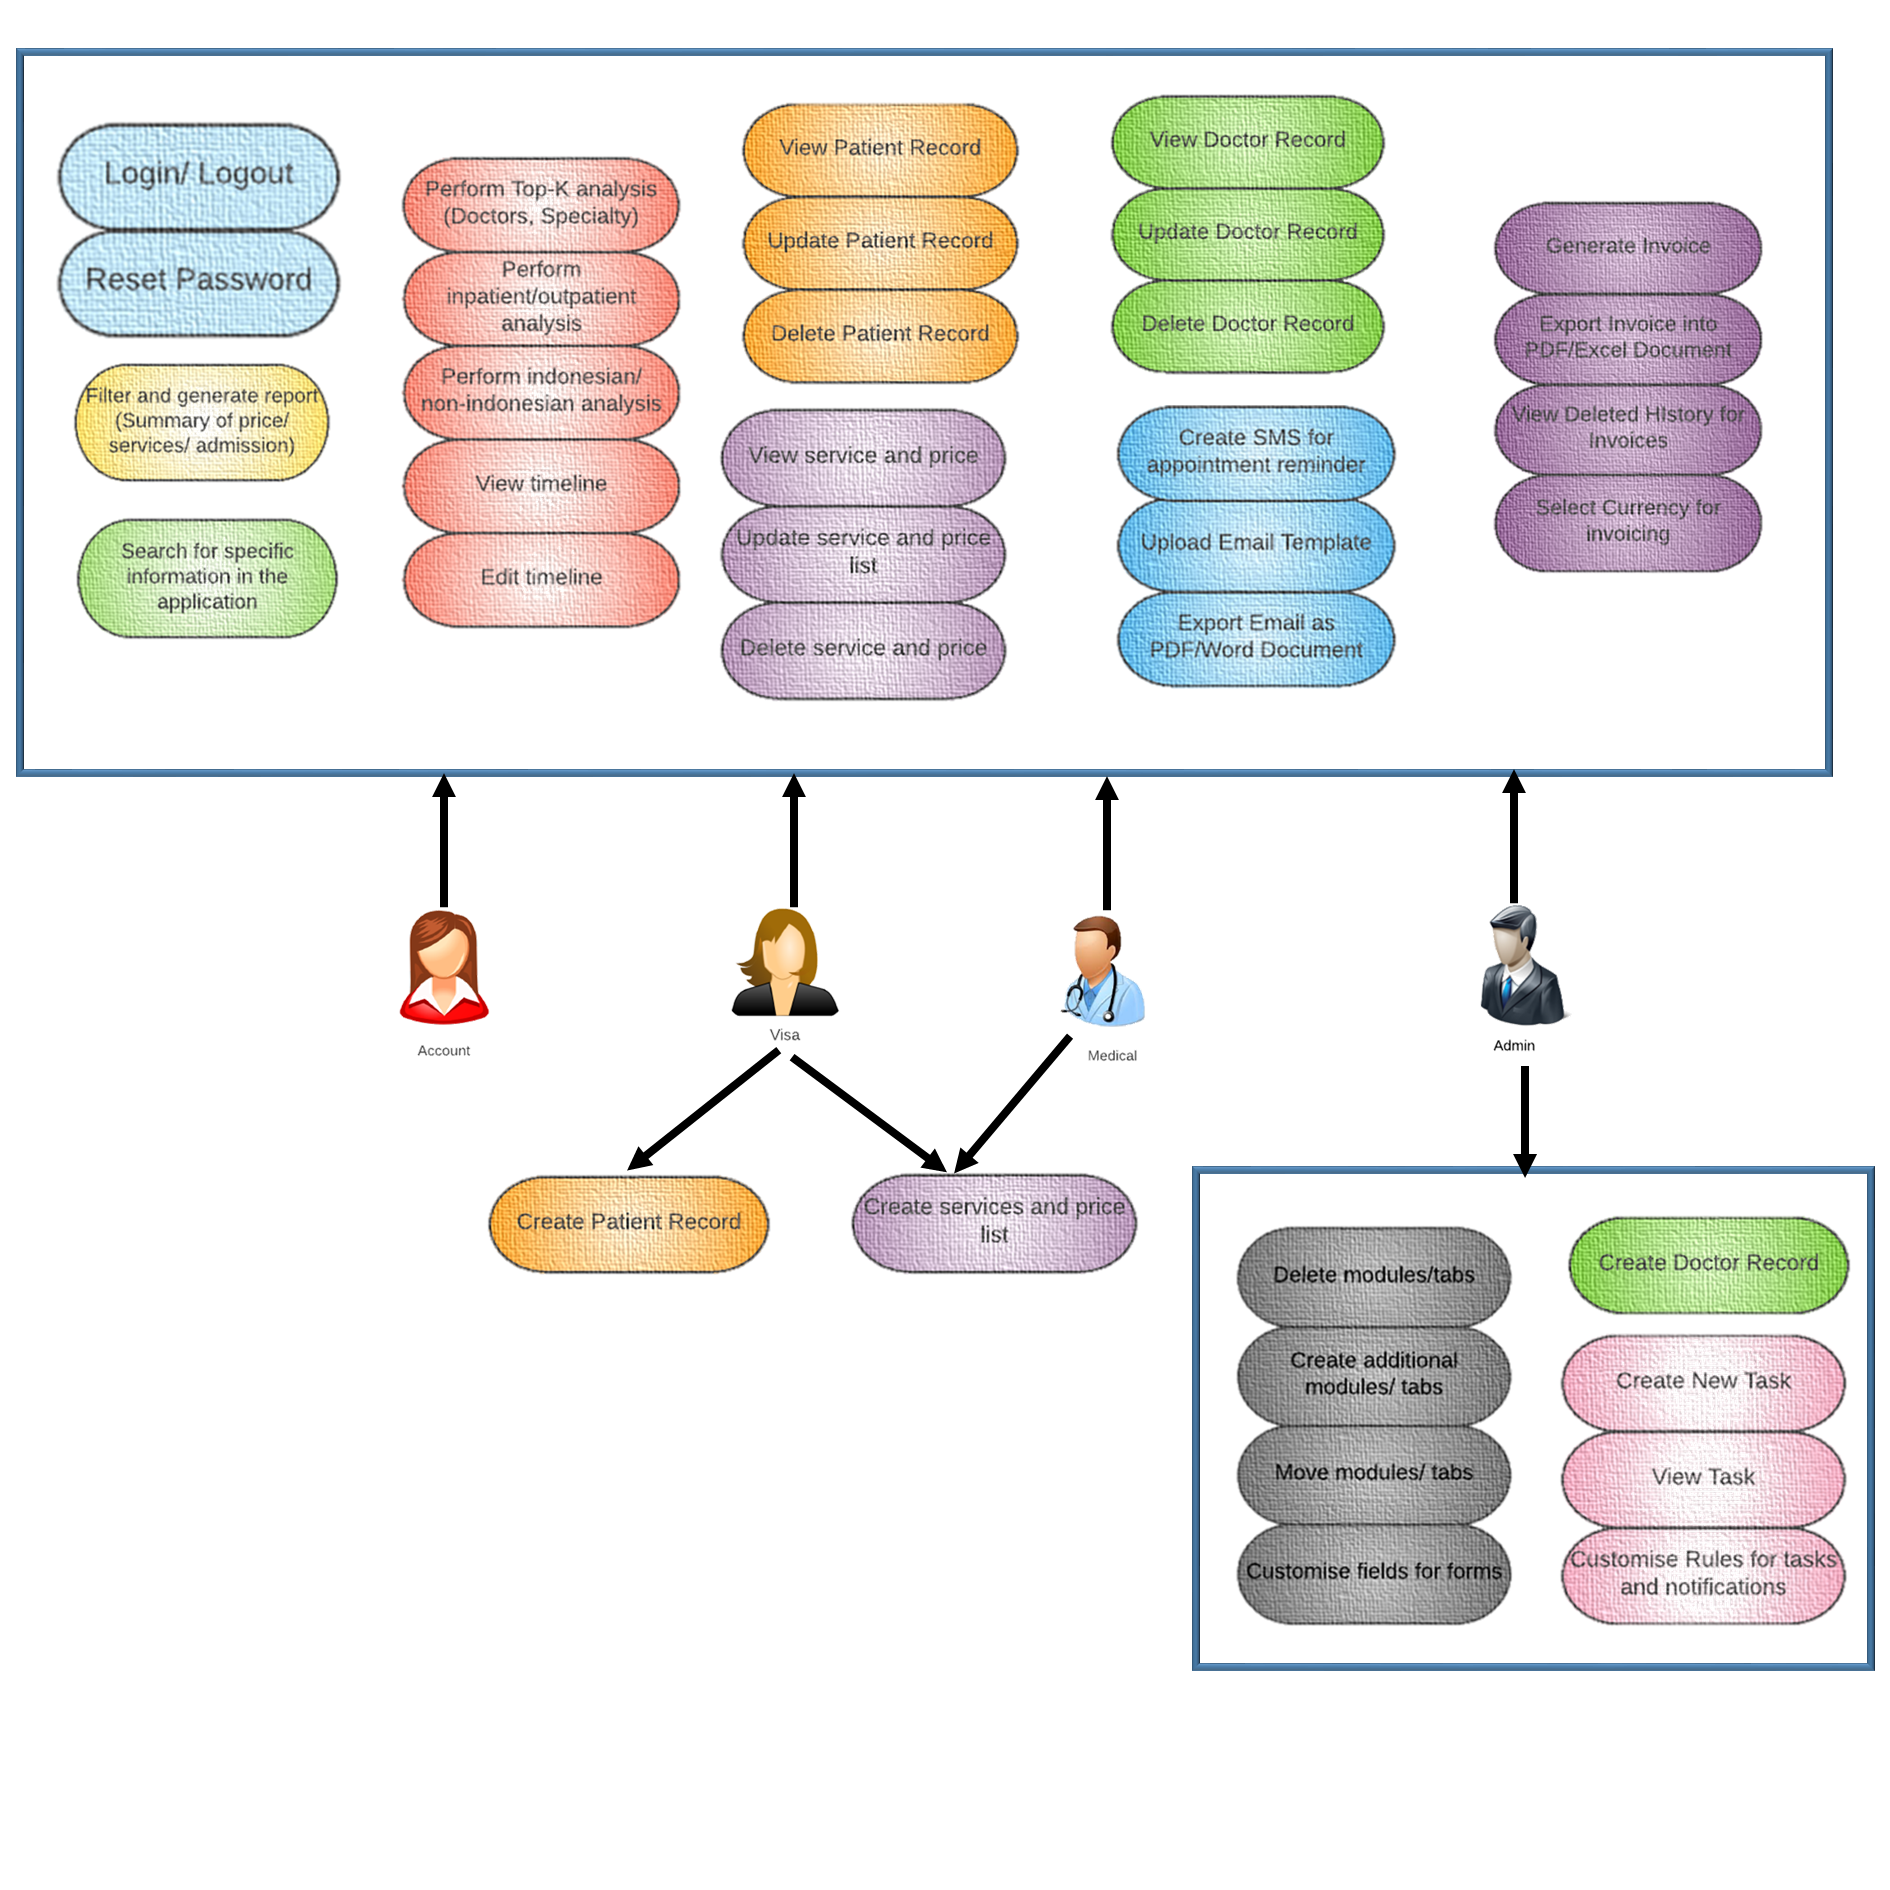 Login/ Logout
Reset Password
Filter and generate report
(Summary of price/
services/ admission)
Search for specific
information in the
application
Perform Top-K analysis
(Doctors, Specialty)
Perform
inpatient/outpatient
analysis
Perform indonesian/
non-indonesian analysis
View timeline
Edit timeline
View Patient Record
Update Patient Record
Delete Patient Record
View service and price
Update service and price
list
Delete service and price
View Doctor Record
Update Doctor Record
Delete Doctor Record
Create SMS for
appointment reminder
Upload Email Template
Export Email as
PDF/Word Document
Generate Invoice
Export Invoice into
PDF/Excel Document
View Deleted HIstory for
Invoices
Select Currency for
invoicing
Account
Visa
Medical
Admin
Create Patient Record
Create services and price
list
Delete modules/tabs
Create additional
modules/ tabs
Move modules/ tabs
Customise fields for forms
Create Doctor Record
Create New Task
View Task
Customise Rules for tasks
and notifications